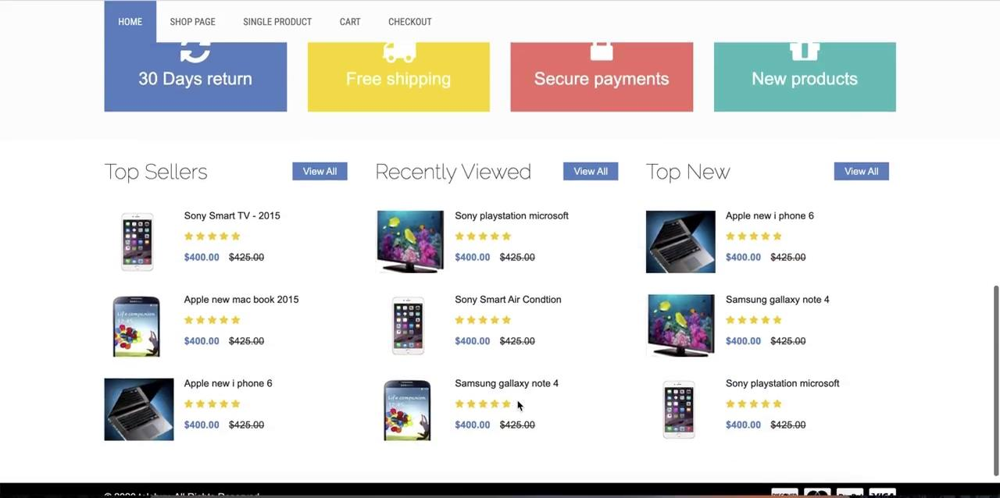 HOME SHOP PAGE SINGLE PRODUCT CART CHECKOUT
30 Days return
Free shipping
Secure payments
New products
Top Sellers
View All
Sony Smart TV - 2015
$400.00 $425.00
Apple new mac book 2015
$400.00 $425.00
Apple new i phone 6
$400.00 $425.00
Recently Viewed
View All
Sony playstation microsoft
$400.00 $425.00
Sony Smart Air Condtion
$400.00 $425.00
Samsung gallaxy note 4
$400.00 $425.00
Top New
View All
Apple new i phone 6
$400.00 $425.00
Samsung gallaxy note 4
$400.00 $425.00
Sony playstation microsoft
$400.00 $425.00